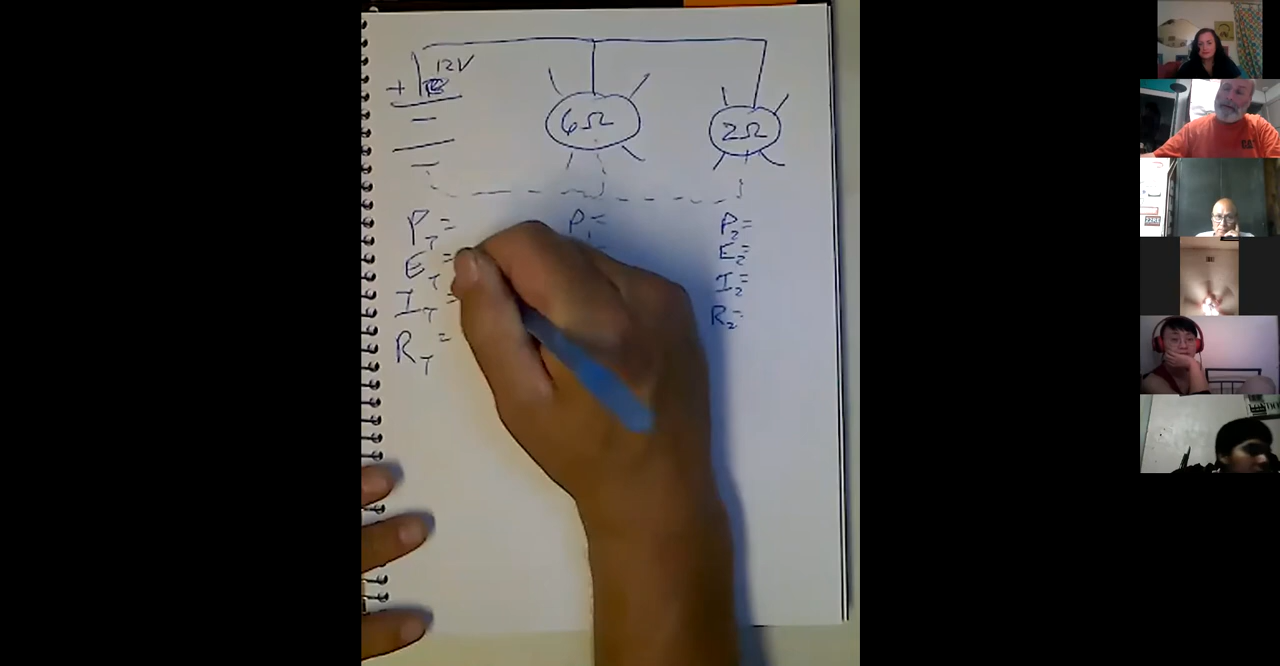 12V
+
6Ω
2Ω
P_T =
E_T =
I_T =
R_T =
P_1 =
P_2 =
E_2 =
I_2 =
R_2 =